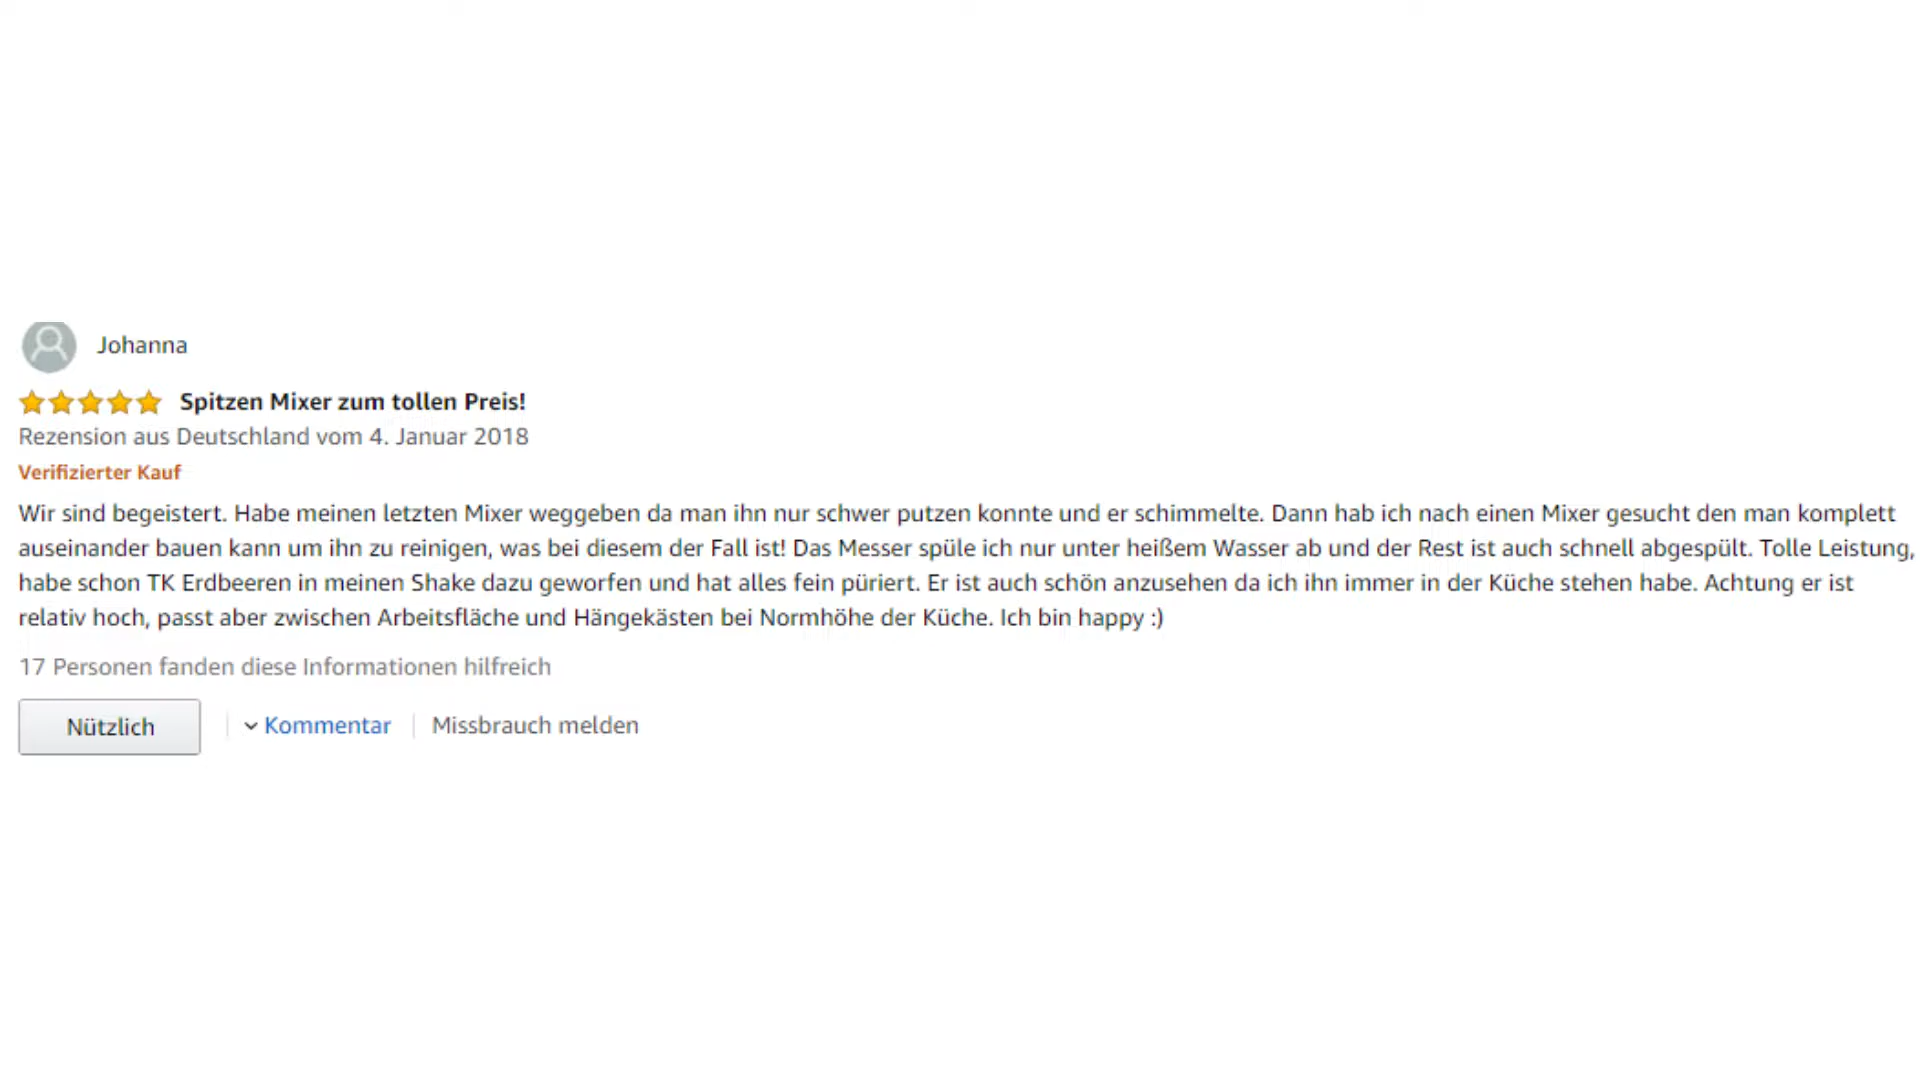 Johanna
Spitzen Mixer zum tollen Preis!
Rezension aus Deutschland vom 4. Januar 2018
Verifizierter Kauf
Wir sind begeistert. Habe meinen letzten Mixer weggeben da man ihn nur schwer putzen konnte und er schimmelte. Dann hab ich nach einen Mixer gesucht den man komplett
auseinander bauen kann um ihn zu reinigen, was bei diesem der Fall ist! Das Messer spüle ich nur unter heißem Wasser ab und der Rest ist auch schnell abgespült. Tolle Leistung,
habe schon TK Erdbeeren in meinen Shake dazu geworfen und hat alles fein püriert. Er ist auch schön anzusehen da ich ihn immer in der Küche stehen habe. Achtung er ist
relativ hoch, passt aber zwischen Arbeitsfläche und Hängekästen bei Normhöhe der Küche. Ich bin happy :)
17 Personen fanden diese Informationen hilfreich
Nützlich Kommentar Missbrauch melden